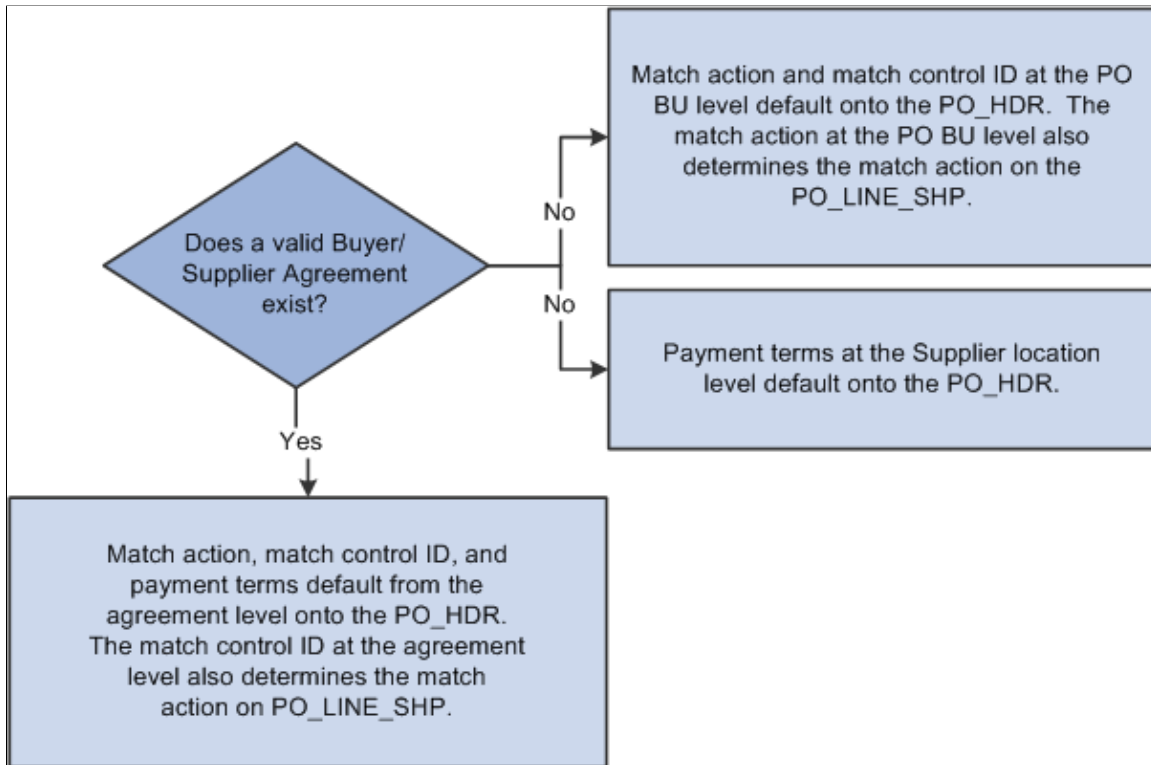 Does a valid Buyer/
Supplier Agreement
exist?
No
Match action and match control ID at the PO
BU level default onto the PO_HDR. The
match action at the PO BU level also
determines the match action on the
PO_LINE_SHP.
No
Payment terms at the Supplier location
level default onto the PO_HDR.
Yes
Match action, match control ID, and
payment terms default from the
agreement level onto the PO_HDR.
The match control ID at the agreement
level also determines the match
action on PO_LINE_SHP.